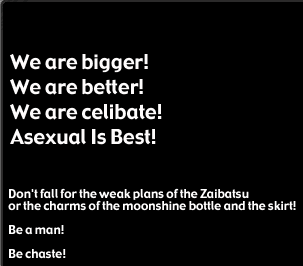 We are bigger!
We are better!
We are celibate!
Asexual Is Best!
Don't fall for the weak plans of the Zaibatsu
or the charms of the moonshine bottle and the skirt!
Be a man!
Be chaste!